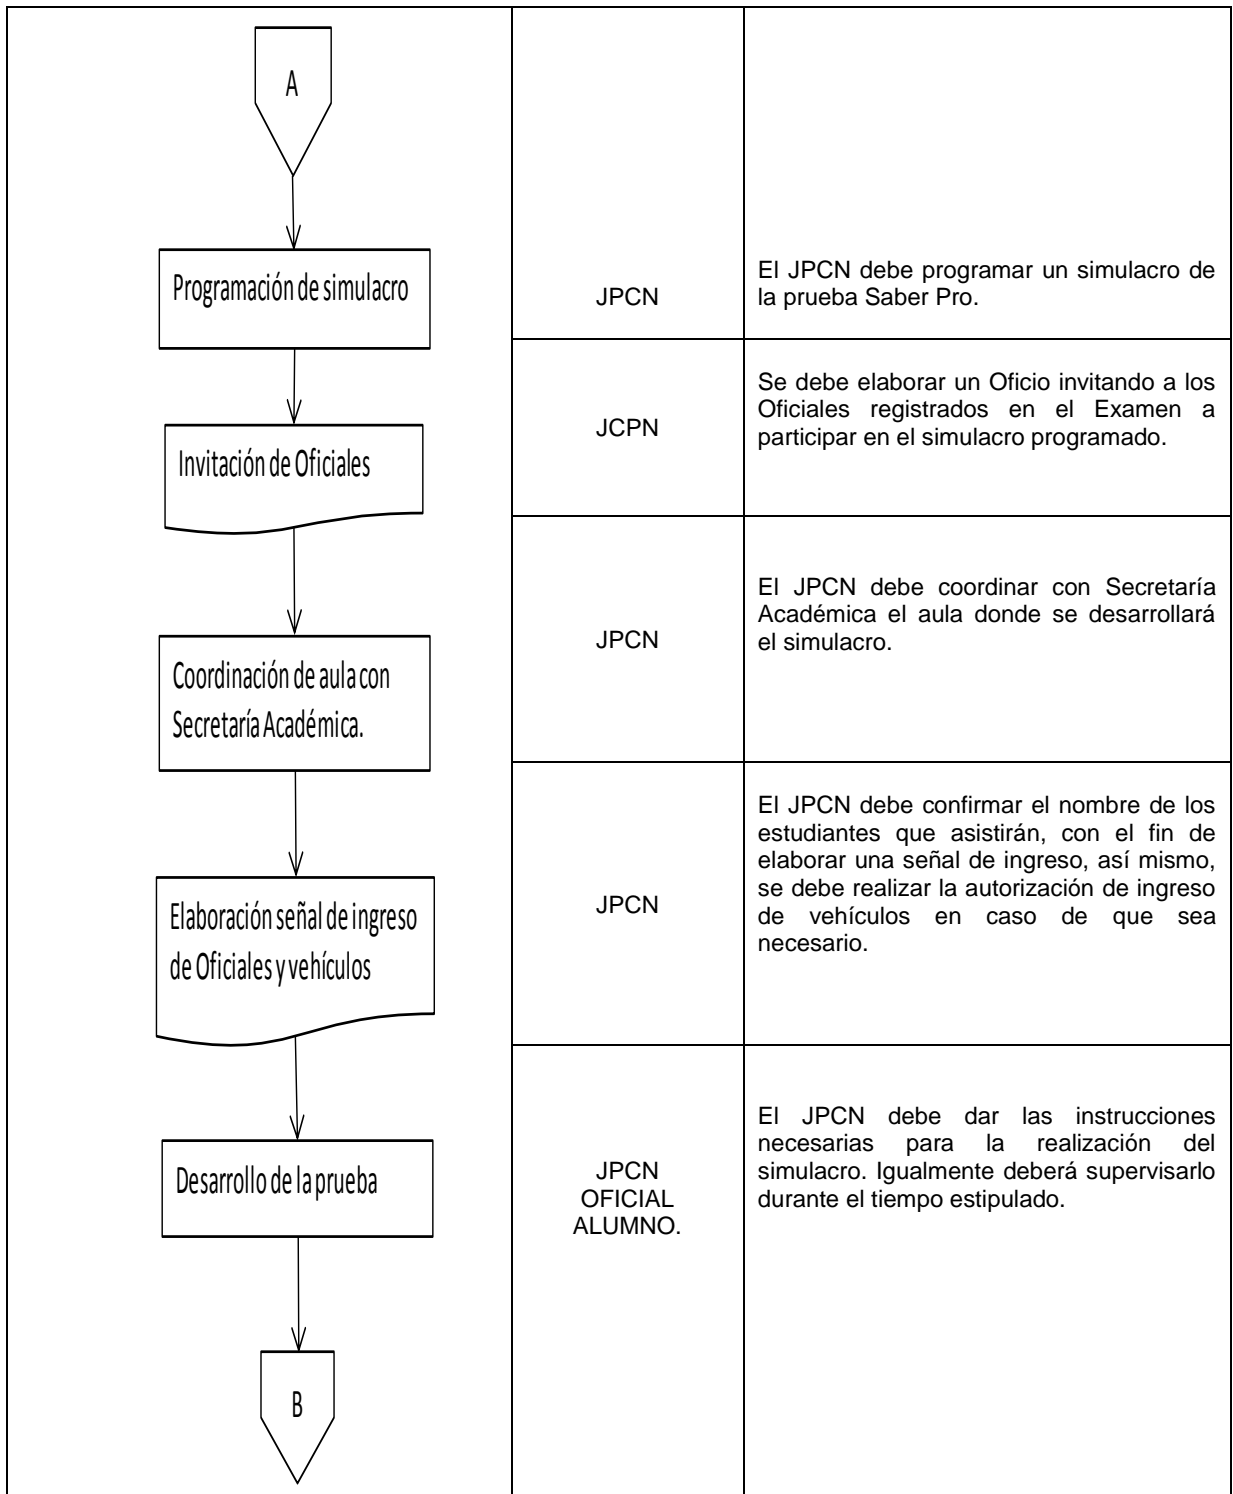 A
Programación de simulacro
JPCN
El JPCN debe programar un simulacro de
la prueba Saber Pro.
Invitación de Oficiales
JCPN
Se debe elaborar un Oficio invitando a los
Oficiales registrados en el Examen a
participar en el simulacro programado.
Coordinación de aula con
Secretaría Académica.
JPCN
El JPCN debe coordinar con Secretaría
Académica el aula donde se desarrollará
el simulacro.
Elaboración señal de ingreso
de Oficiales y vehículos
JPCN
El JPCN debe confirmar el nombre de los
estudiantes que asistirán, con el fin de
elaborar una señal de ingreso, así mismo,
se debe realizar la autorización de ingreso
de vehículos en caso de que sea
necesario.
Desarrollo de la prueba
JPCN
OFICIAL
ALUMNO.
El JPCN debe dar las instrucciones
necesarias para la realización del
simulacro. Igualmente deberá supervisarlo
durante el tiempo estipulado.
B